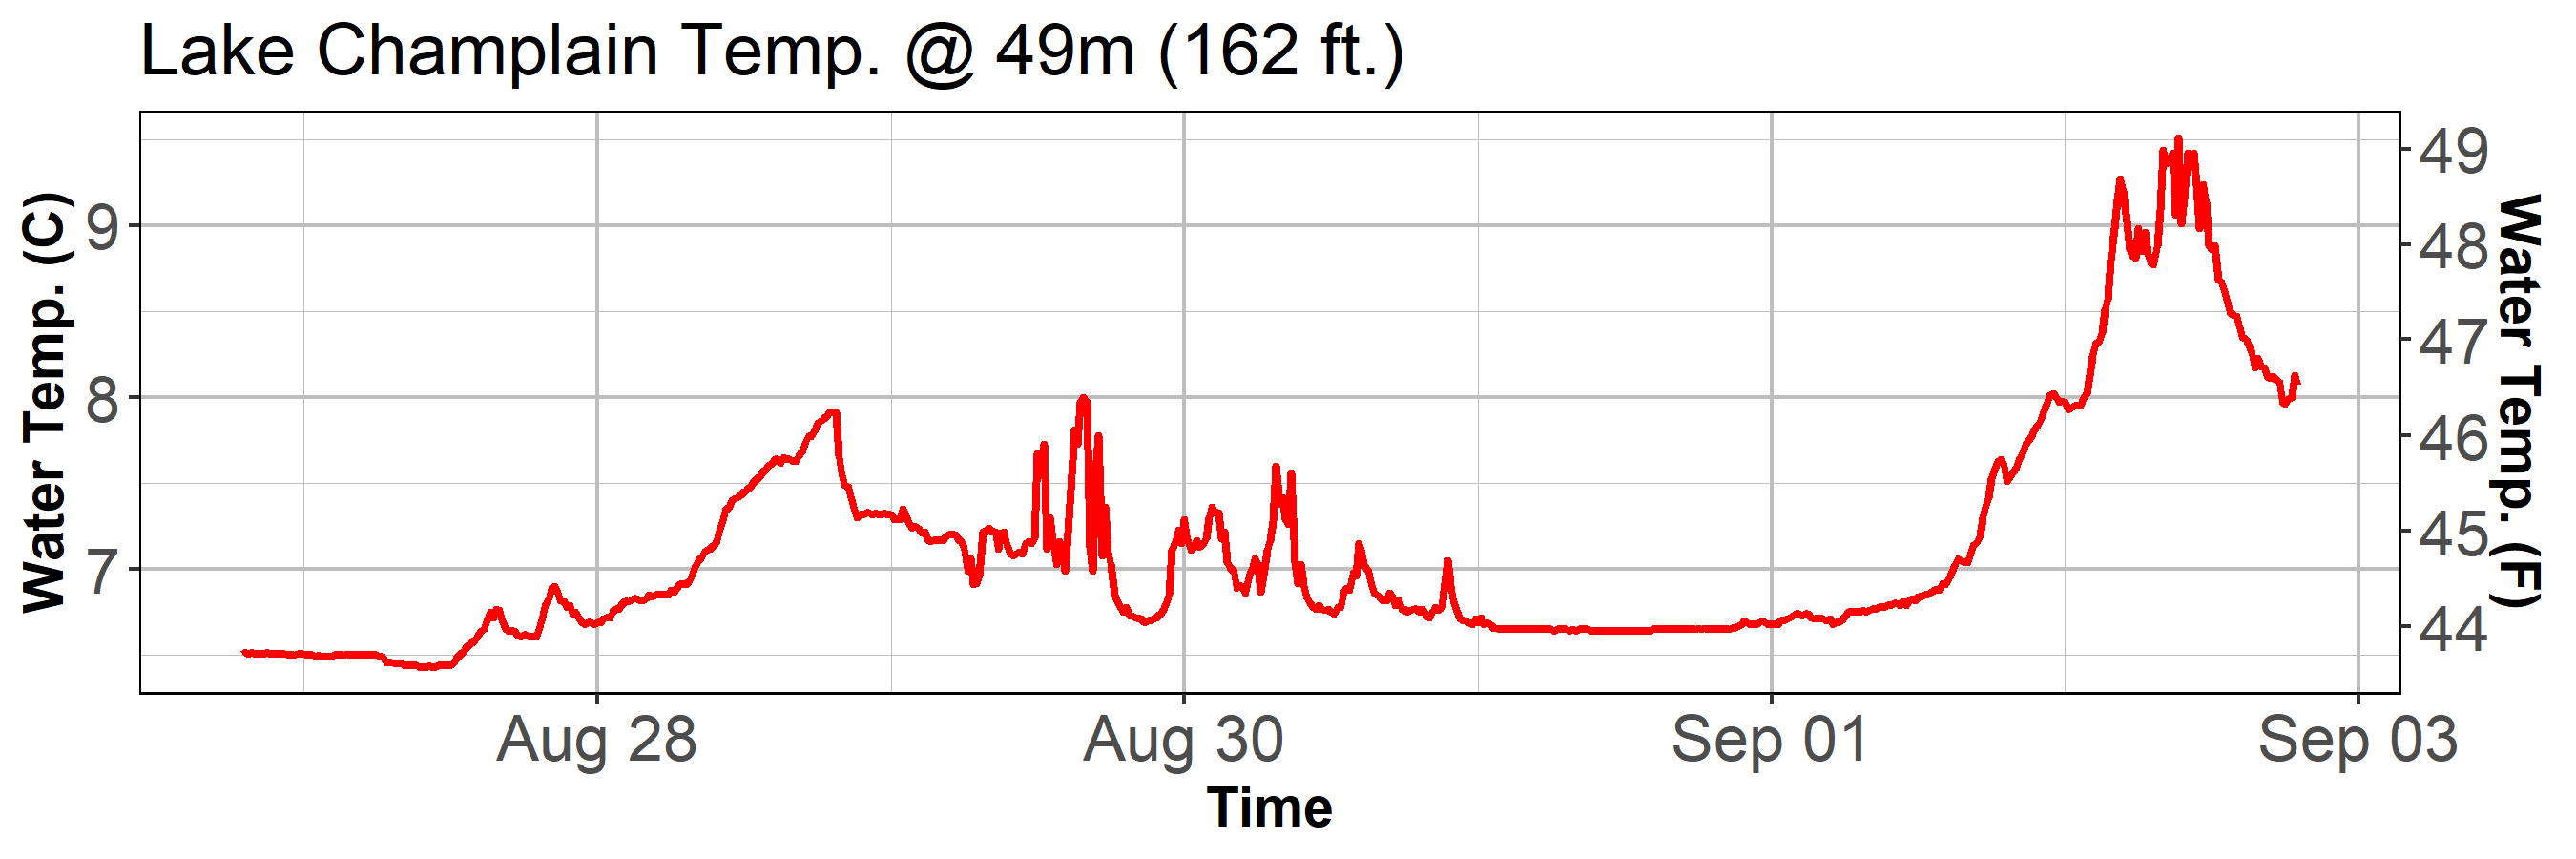 Lake Champlain Temp. @ 49m (162 ft.)
Water Temp. (C)
9
8
7
49
48
47
46
45
44
Water Temp. (F)
Aug 28
Aug 30
Sep 01
Sep 03
Time